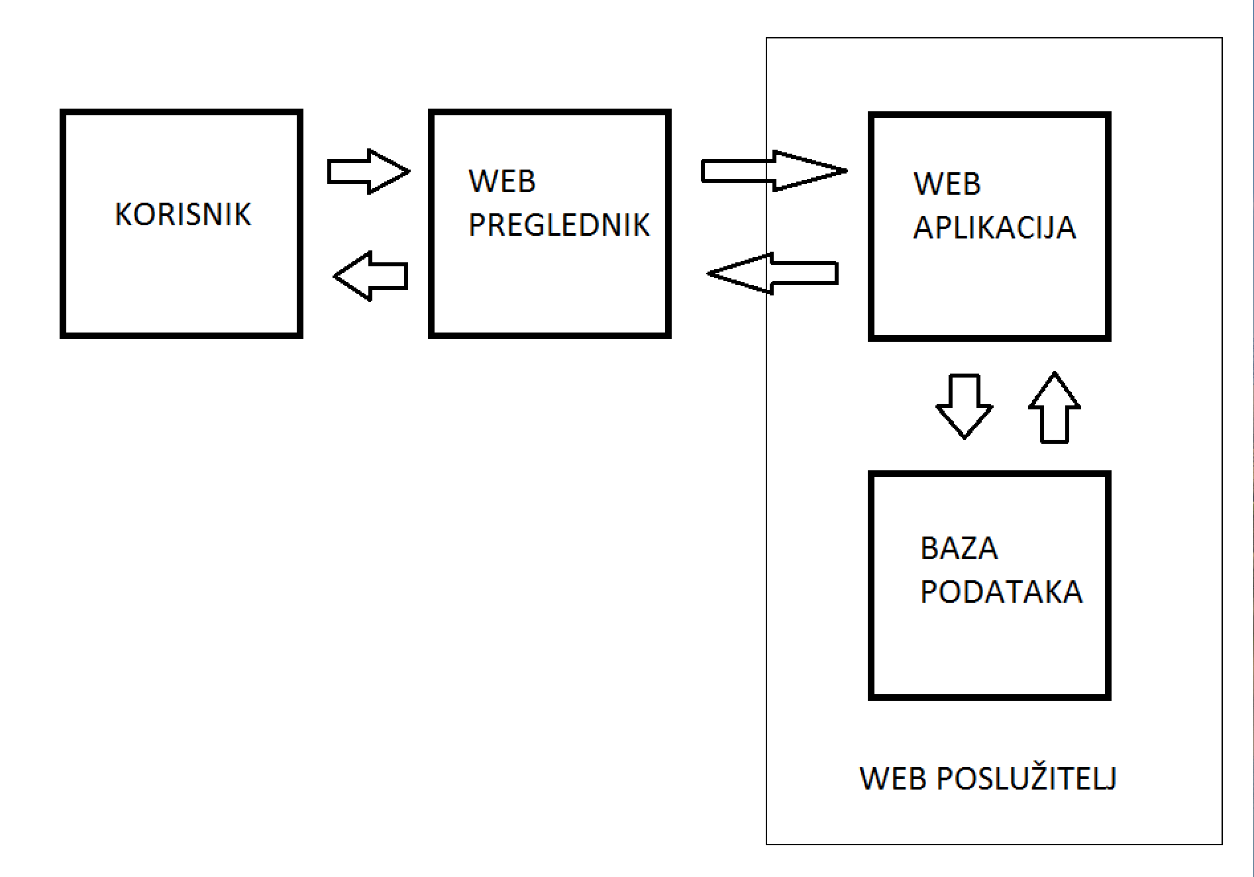 KORISNIK
WEB
PREGLEDNIK
WEB
APLIKACIJA
BAZA
PODATAKA
WEB POSLUŽITELJ